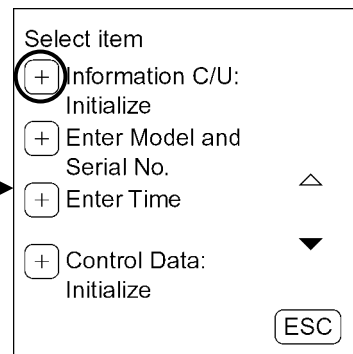 Select item
+ Information C/U:
Initialize
+ Enter Model and
Serial No.
+ Enter Time
+ Control Data:
Initialize
ESC